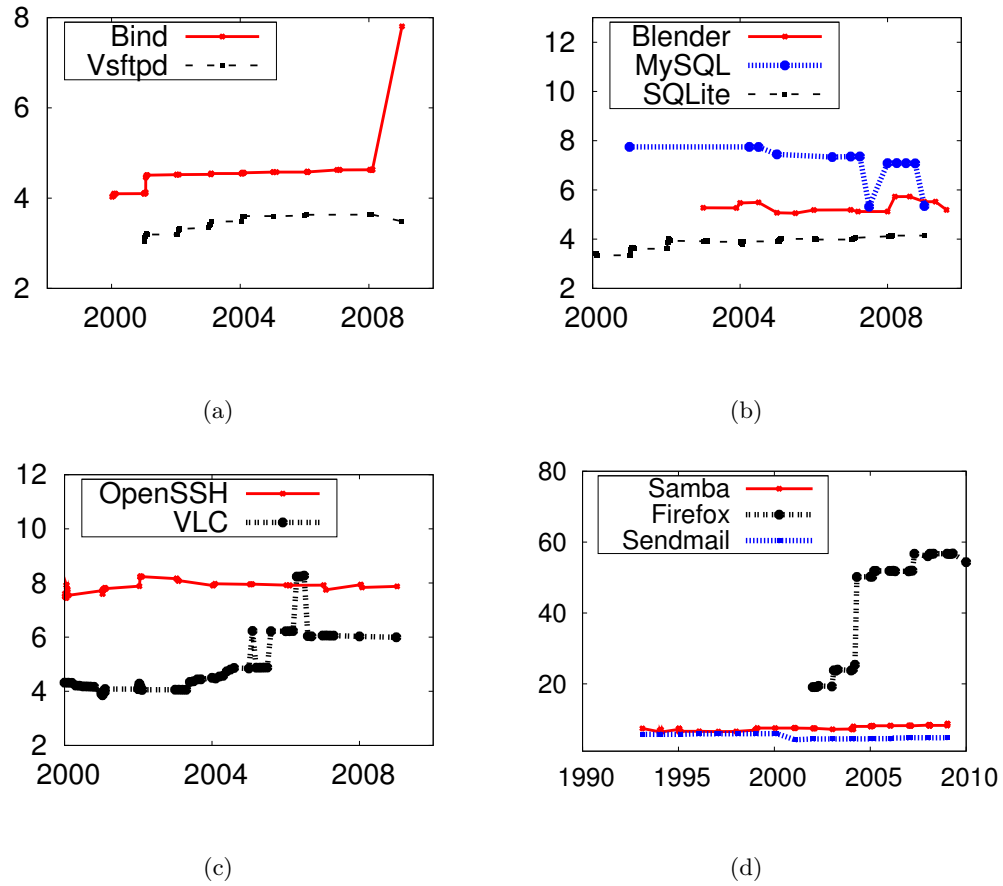 8
6
4
2
Bind
Vsftpd
2000 2004 2008
(a)
12
10
8
6
4
2
Blender
MySQL
SQLite
2000 2004 2008
(b)
12
10
8
6
4
2
OpenSSH
VLC
2000 2004 2008
(c)
80
60
40
20
Samba
Firefox
Sendmail
1990 1995 2000 2005 2010
(d)